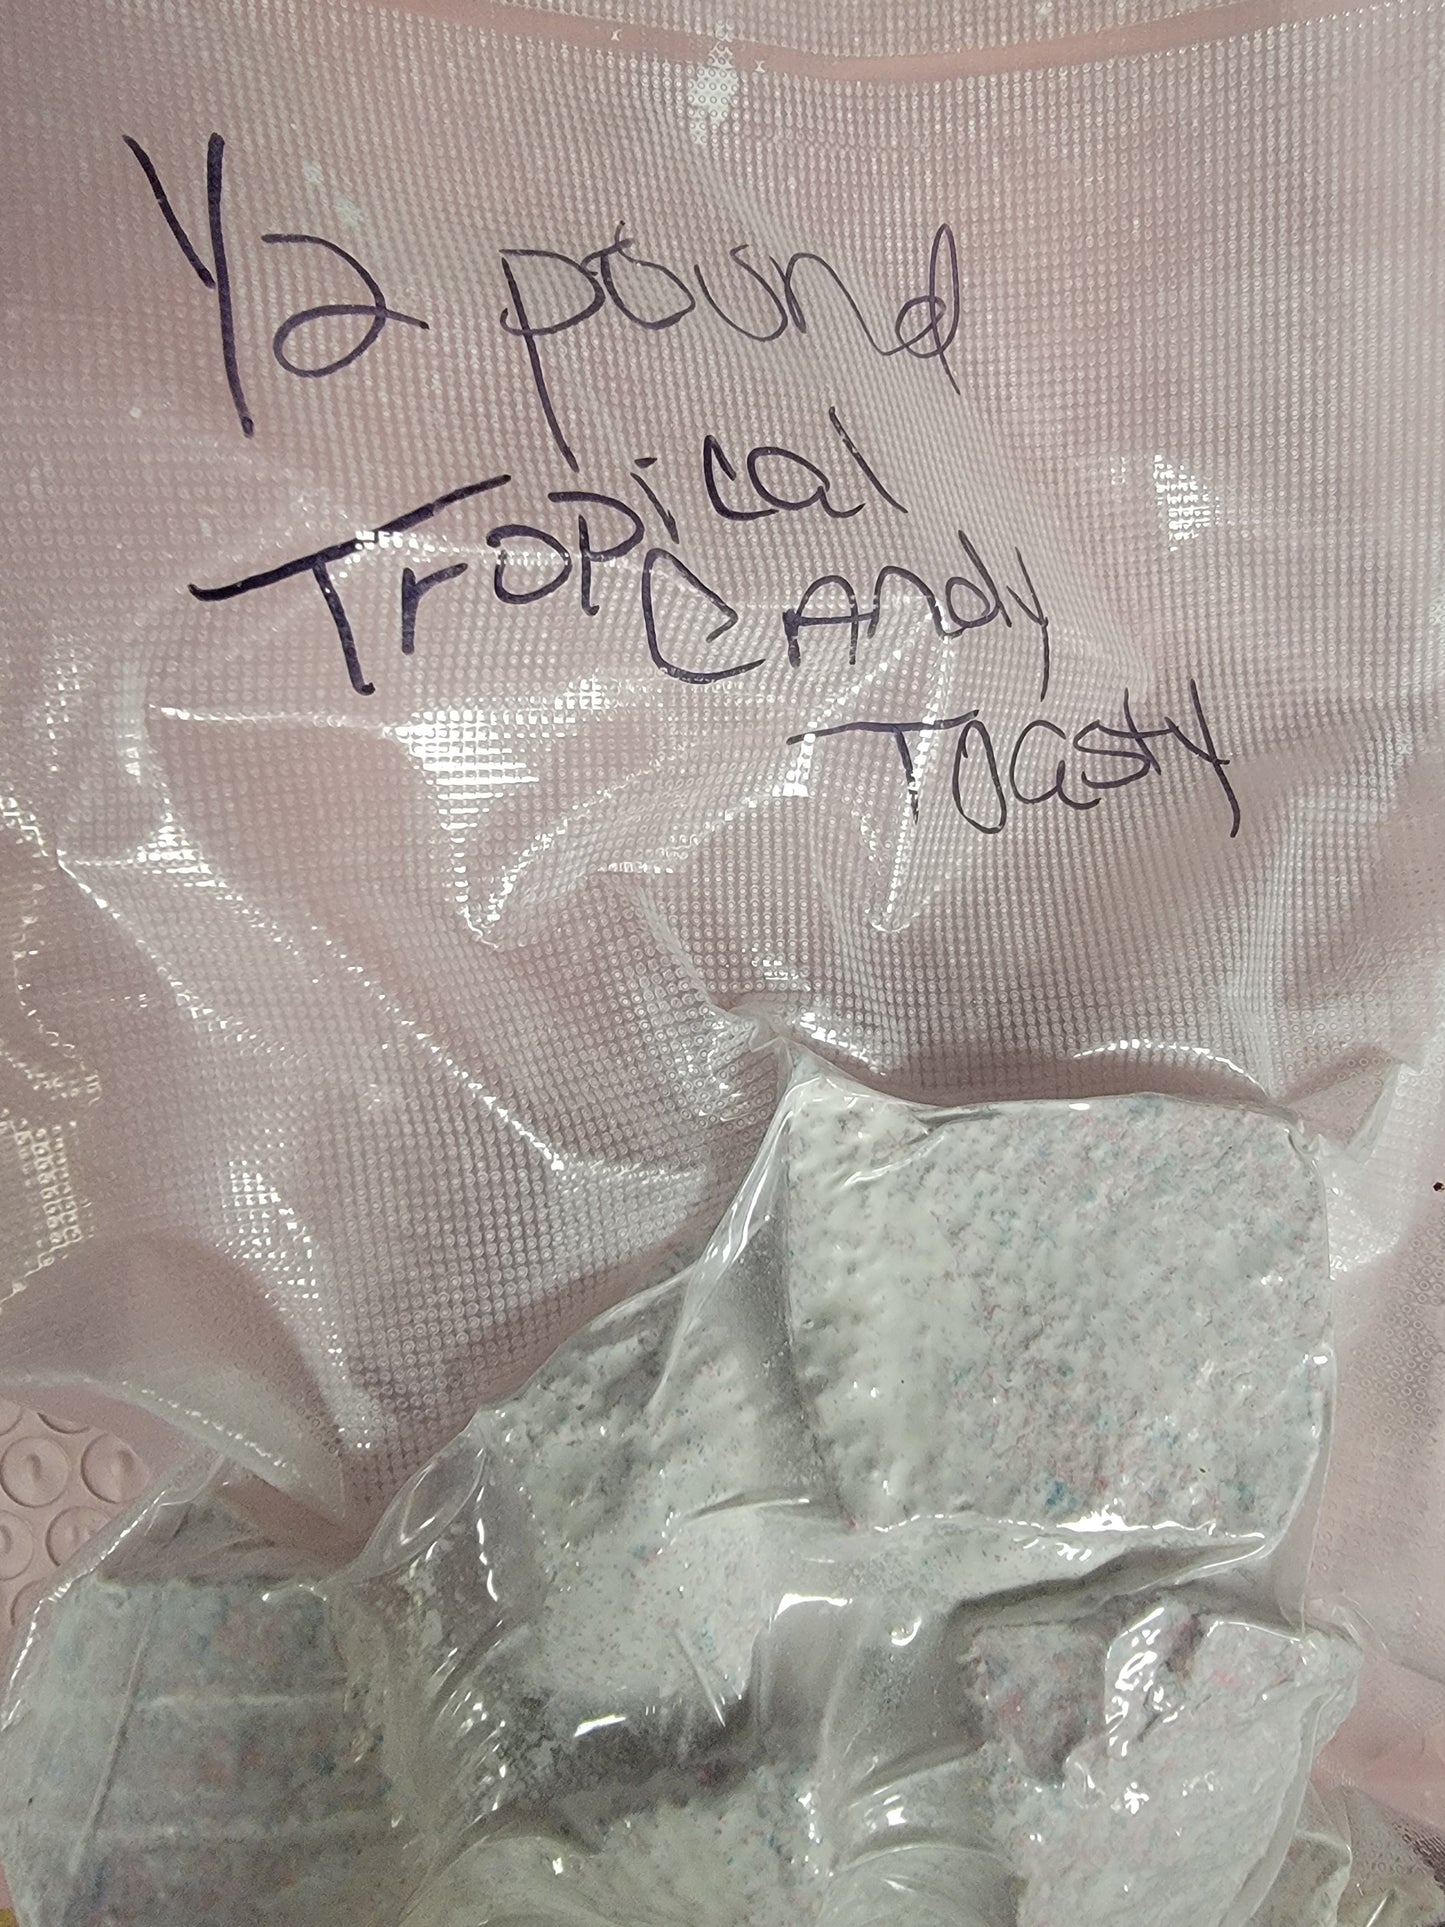 1/2 pound
Tropical
Candy
Toasty